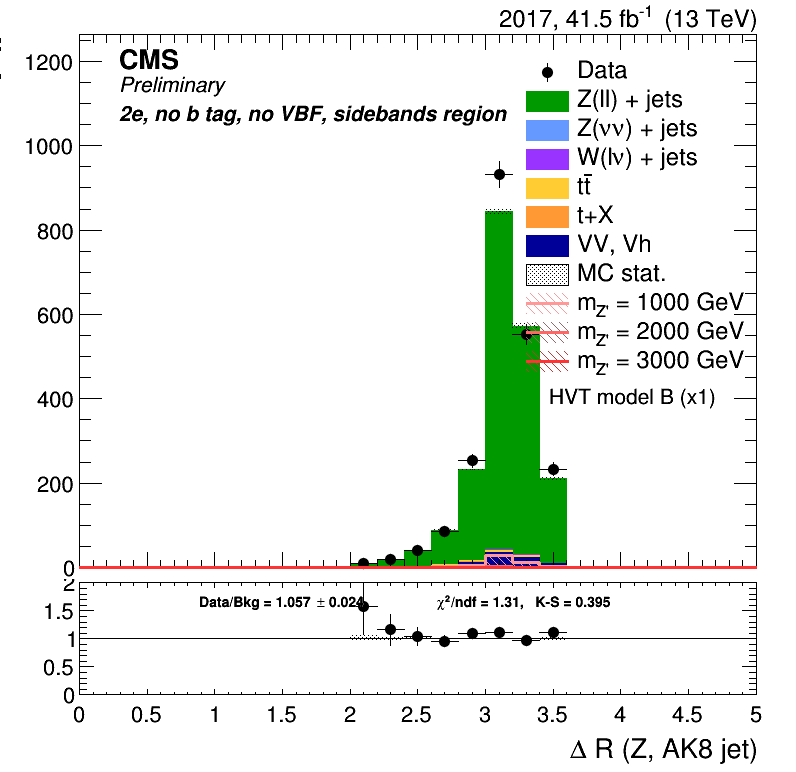 2017, 41.5 fb⁻¹ (13 TeV)
CMS
Preliminary
2e, no b tag, no VBF, sidebands region
Data
Z(ll) + jets
Z(νν) + jets
W(lν) + jets
tt̄
t+X
VV, Vh
MC stat.
m_Z' = 1000 GeV
m_Z' = 2000 GeV
m_Z' = 3000 GeV
HVT model B (x1)
1200
1000
800
600
400
200
0
Data/Bkg = 1.057 ± 0.024
χ²/ndf = 1.31, K-S = 0.395
2
1.5
1
0.5
0
0 0.5 1 1.5 2 2.5 3 3.5 4 4.5 5
Δ R (Z, AK8 jet)